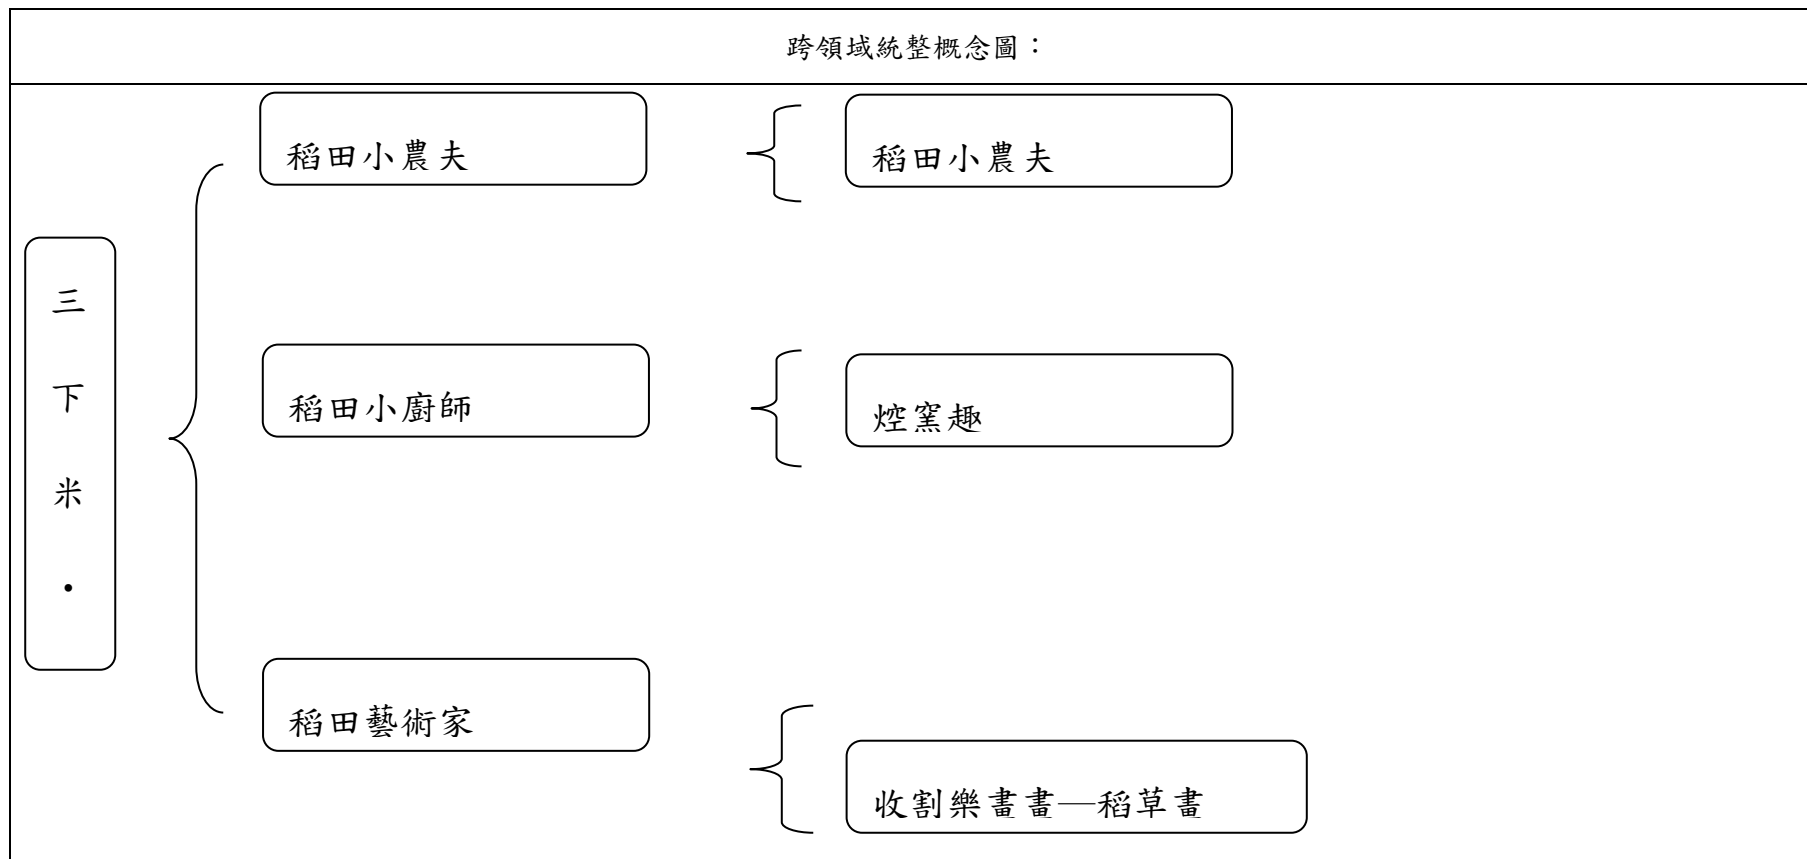 跨領域統整概念圖：
稻田小農夫
稻田小農夫
三
下
米
．
稻田小廚師
焢窯趣
稻田藝術家
收割樂畫畫—稻草畫